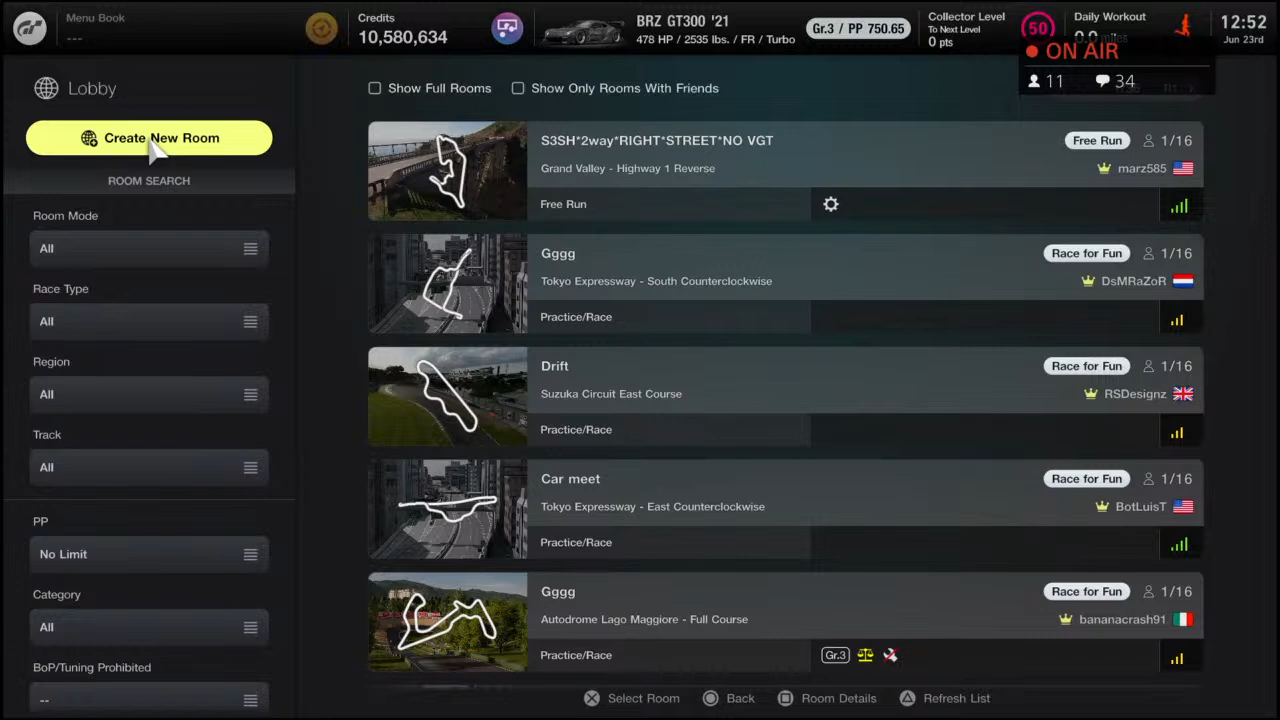 Menu Book
---
Credits
10,580,634
BRZ GT300 '21
478 HP / 2535 lbs. / FR / Turbo
Gr.3 / PP 750.65
Collector Level
To Next Level
0 pts
50
Daily Workout
0.0 miles
12:52
Jun 23rd
ON AIR
11 34
Lobby
Create New Room
ROOM SEARCH
Room Mode
All
Race Type
All
Region
All
Track
All
PP
No Limit
Category
All
BoP/Tuning Prohibited
--
Show Full Rooms
Show Only Rooms With Friends
S3SH*2way*RIGHT*STREET*NO VGT
Free Run
1/16
Grand Valley - Highway 1 Reverse
marz585
Free Run
Gggg
Race for Fun
1/16
Tokyo Expressway - South Counterclockwise
DsMRaZoR
Practice/Race
Drift
Race for Fun
1/16
Suzuka Circuit East Course
RSDesignz
Practice/Race
Car meet
Race for Fun
1/16
Tokyo Expressway - East Counterclockwise
BotLuisT
Practice/Race
Gggg
Race for Fun
1/16
Autodrome Lago Maggiore - Full Course
bananacrash91
Practice/Race
Gr.3
Select Room
Back
Room Details
Refresh List